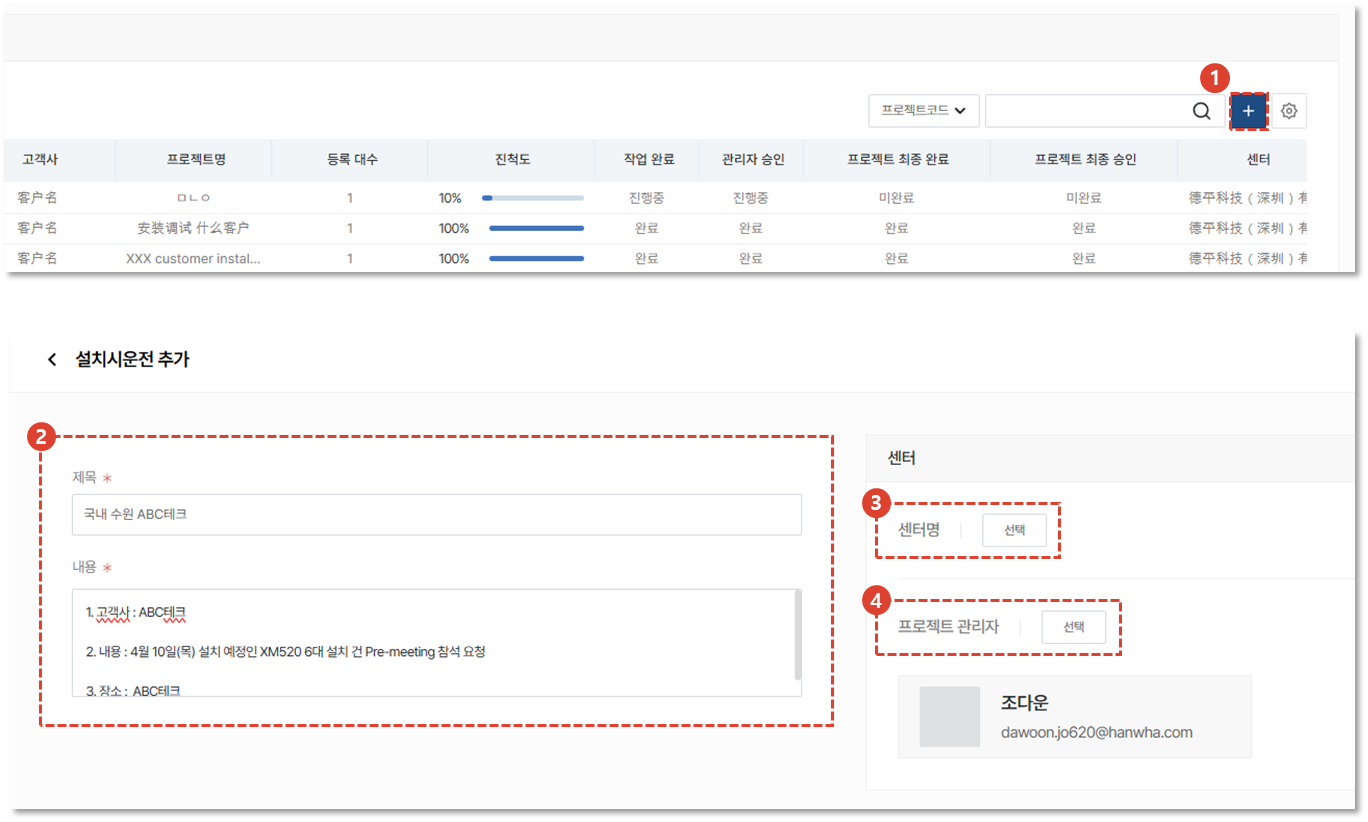 1
프로젝트코드
고객사 프로젝트명 등록 대수 진척도 작업 완료 관리자 승인 프로젝트 최종 완료 프로젝트 최종 승인 센터
客户名 ㅁㄴㅇ 1 10% 진행중 진행중 미완료 미완료 德平科技（深圳）有
客户名 安装调试 什么客户 1 100% 완료 완료 완료 완료 德平科技（深圳）有
客户名 XXX customer instal... 1 100% 완료 완료 완료 완료 德平科技（深圳）有
설치시운전 추가
2
제목 *
국내 수원 ABC테크
내용 *
1. 고객사 : ABC테크
2. 내용 : 4월 10일(목) 설치 예정인 XM520 6대 설치 건 Pre-meeting 참석 요청
3. 장소 : ABC테크
센터
3
센터명 선택
4
프로젝트 관리자 선택
조다운
dawoon.jo620@hanwha.com